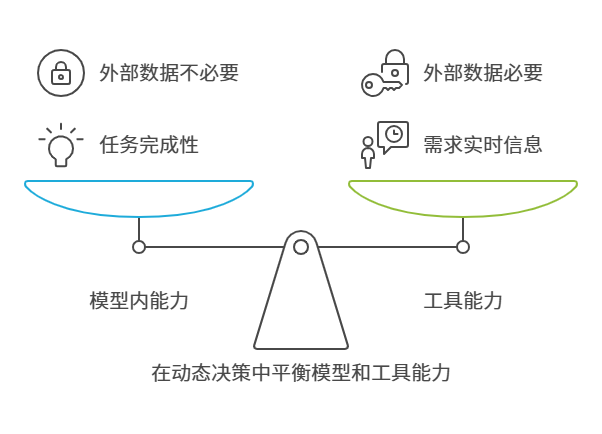 外部数据不必要
外部数据必要
任务完成性
需求实时信息
模型内能力
工具能力
在动态决策中平衡模型和工具能力